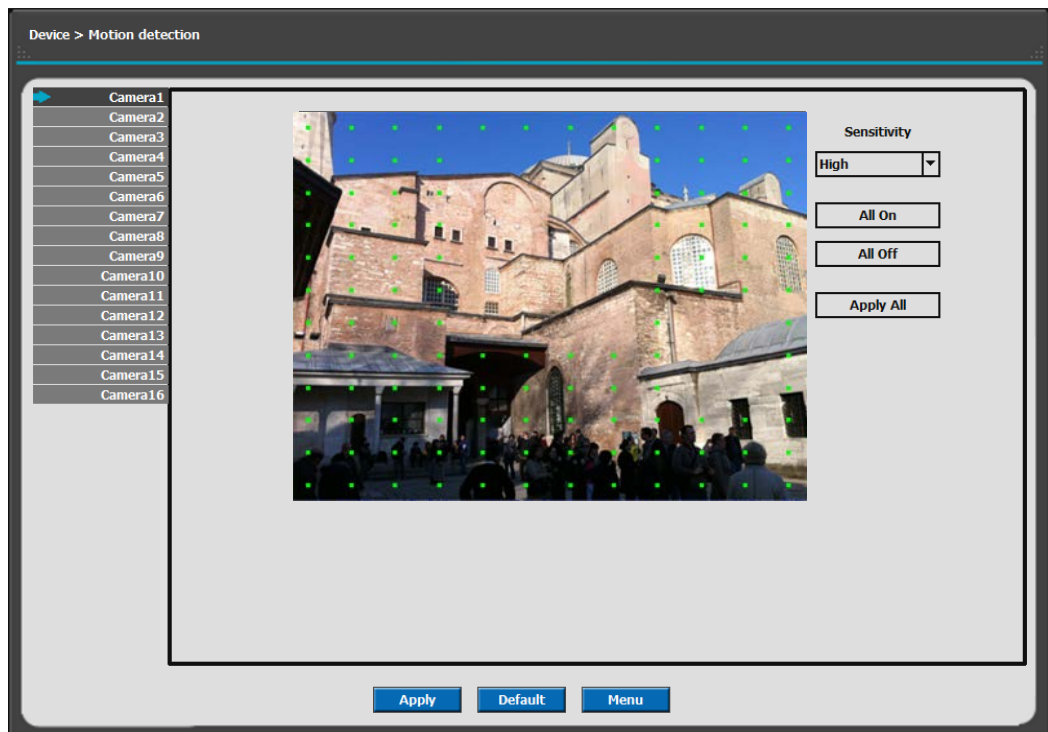 Device > Motion detection
Camera1
Camera2
Camera3
Camera4
Camera5
Camera6
Camera7
Camera8
Camera9
Camera10
Camera11
Camera12
Camera13
Camera14
Camera15
Camera16
Sensitivity
High
All On
All Off
Apply All
Apply Default Menu